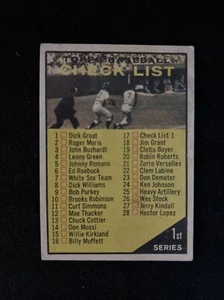 TOPPS BASEBALL
CHECK LIST
1 Dick Groat
2 Roger Maris
3 John Buzhardt
4 Lenny Green
5 Johnny Romano
6 Ed Roebuck
7 White Sox Team
8 Dick Williams
9 Bob Purkey
10 Brooks Robinson
11 Curt Simmons
12 Moe Thacker
13 Chuck Cottier
14 Don Mossi
15 Willie Kirkland
16 Billy Muffett
17 Check List 1
18 Jim Grant
19 Cletis Boyer
20 Robin Roberts
21 Zorro Versalles
22 Clem Labine
23 Don Demeter
24 Ken Johnson
25 Heavy Artillery
26 Wes Stock
27 Jerry Kindall
28 Hector Lopez
1st
SERIES